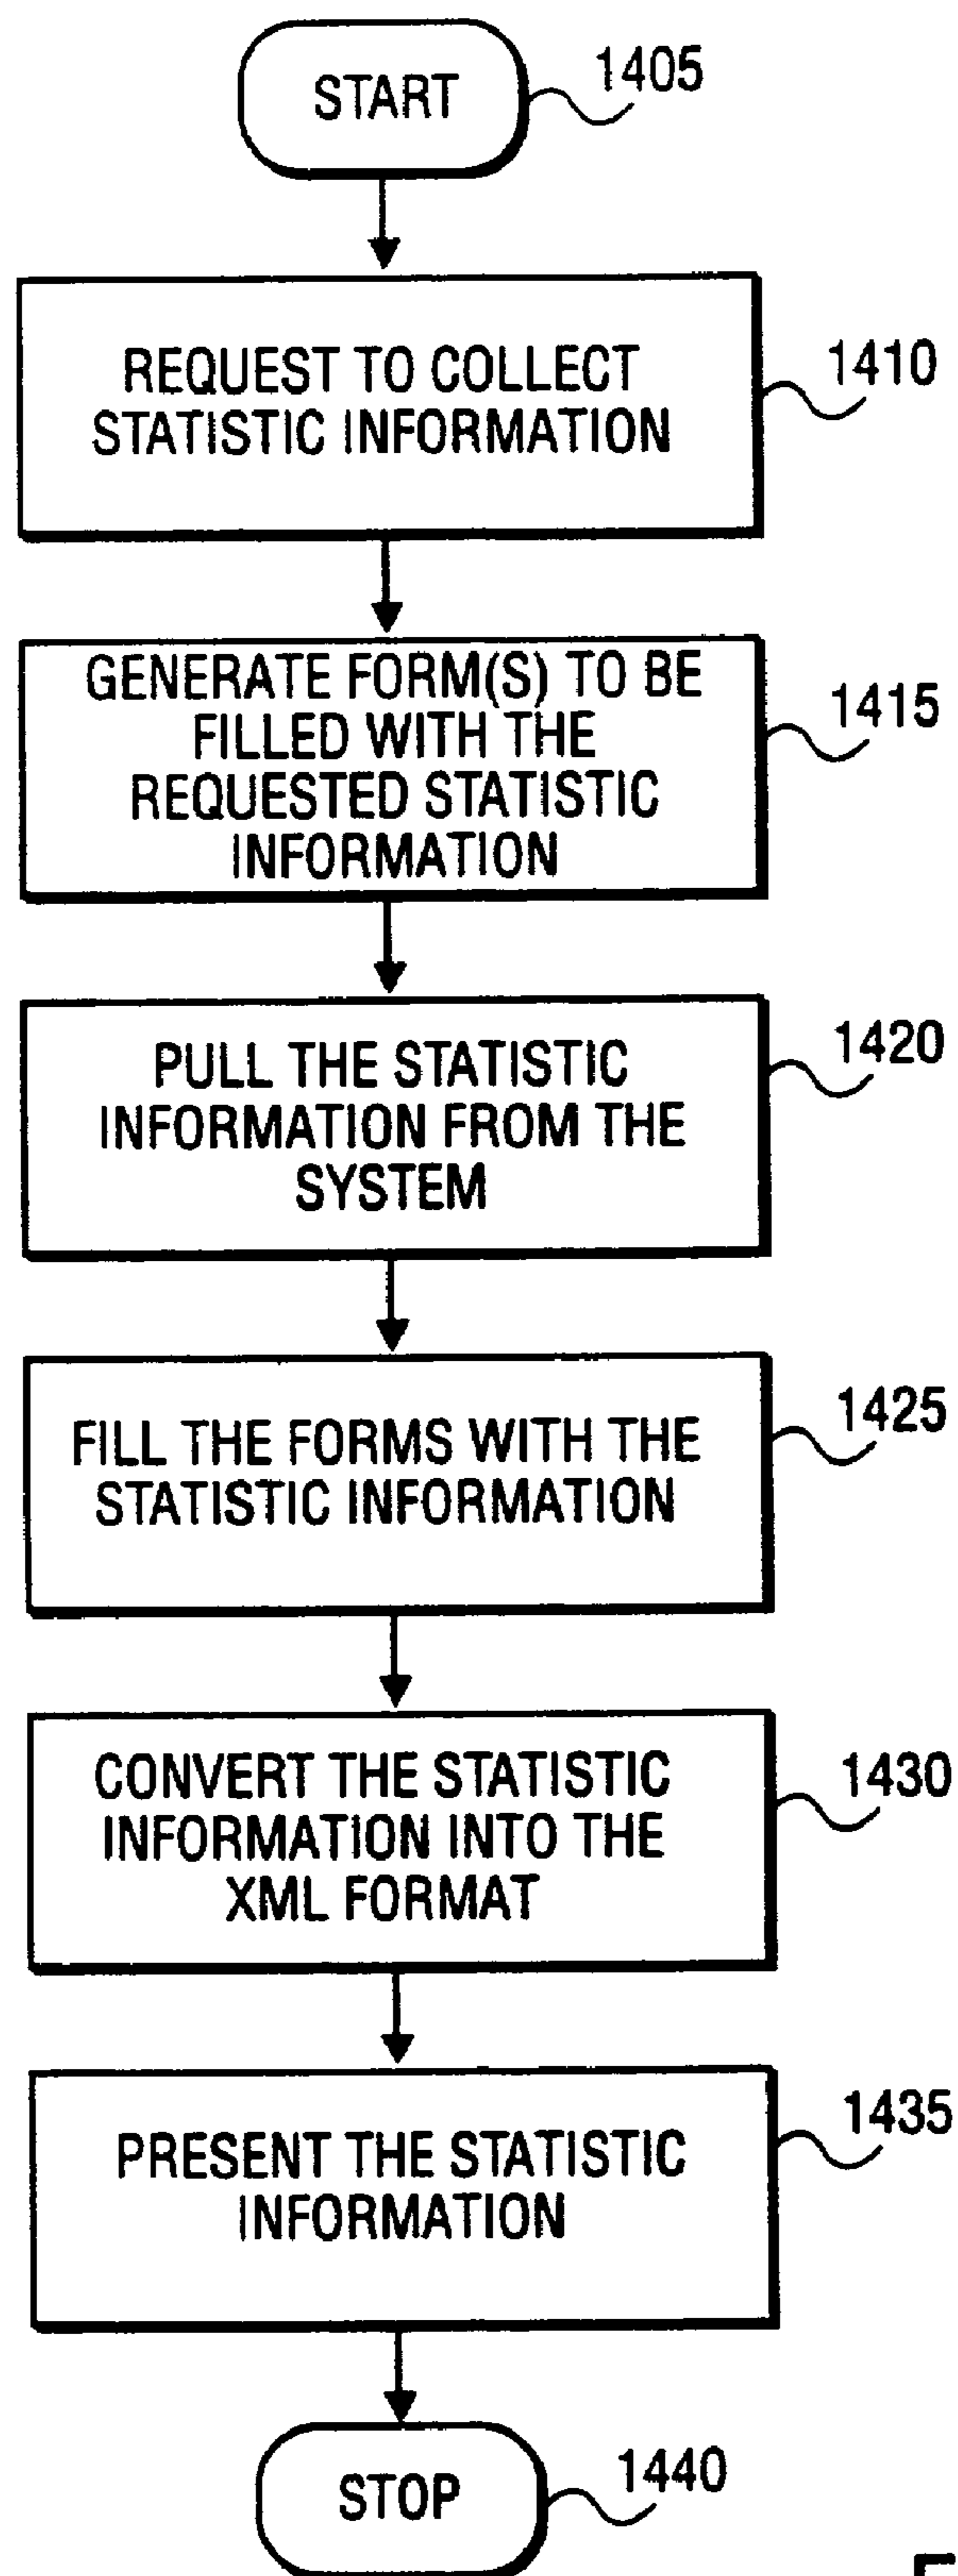 START
1405
REQUEST TO COLLECT
STATISTIC INFORMATION
1410
GENERATE FORM(S) TO BE
FILLED WITH THE
REQUESTED STATISTIC
INFORMATION
1415
PULL THE STATISTIC
INFORMATION FROM THE
SYSTEM
1420
FILL THE FORMS WITH THE
STATISTIC INFORMATION
1425
CONVERT THE STATISTIC
INFORMATION INTO THE
XML FORMAT
1430
PRESENT THE STATISTIC
INFORMATION
1435
STOP
1440